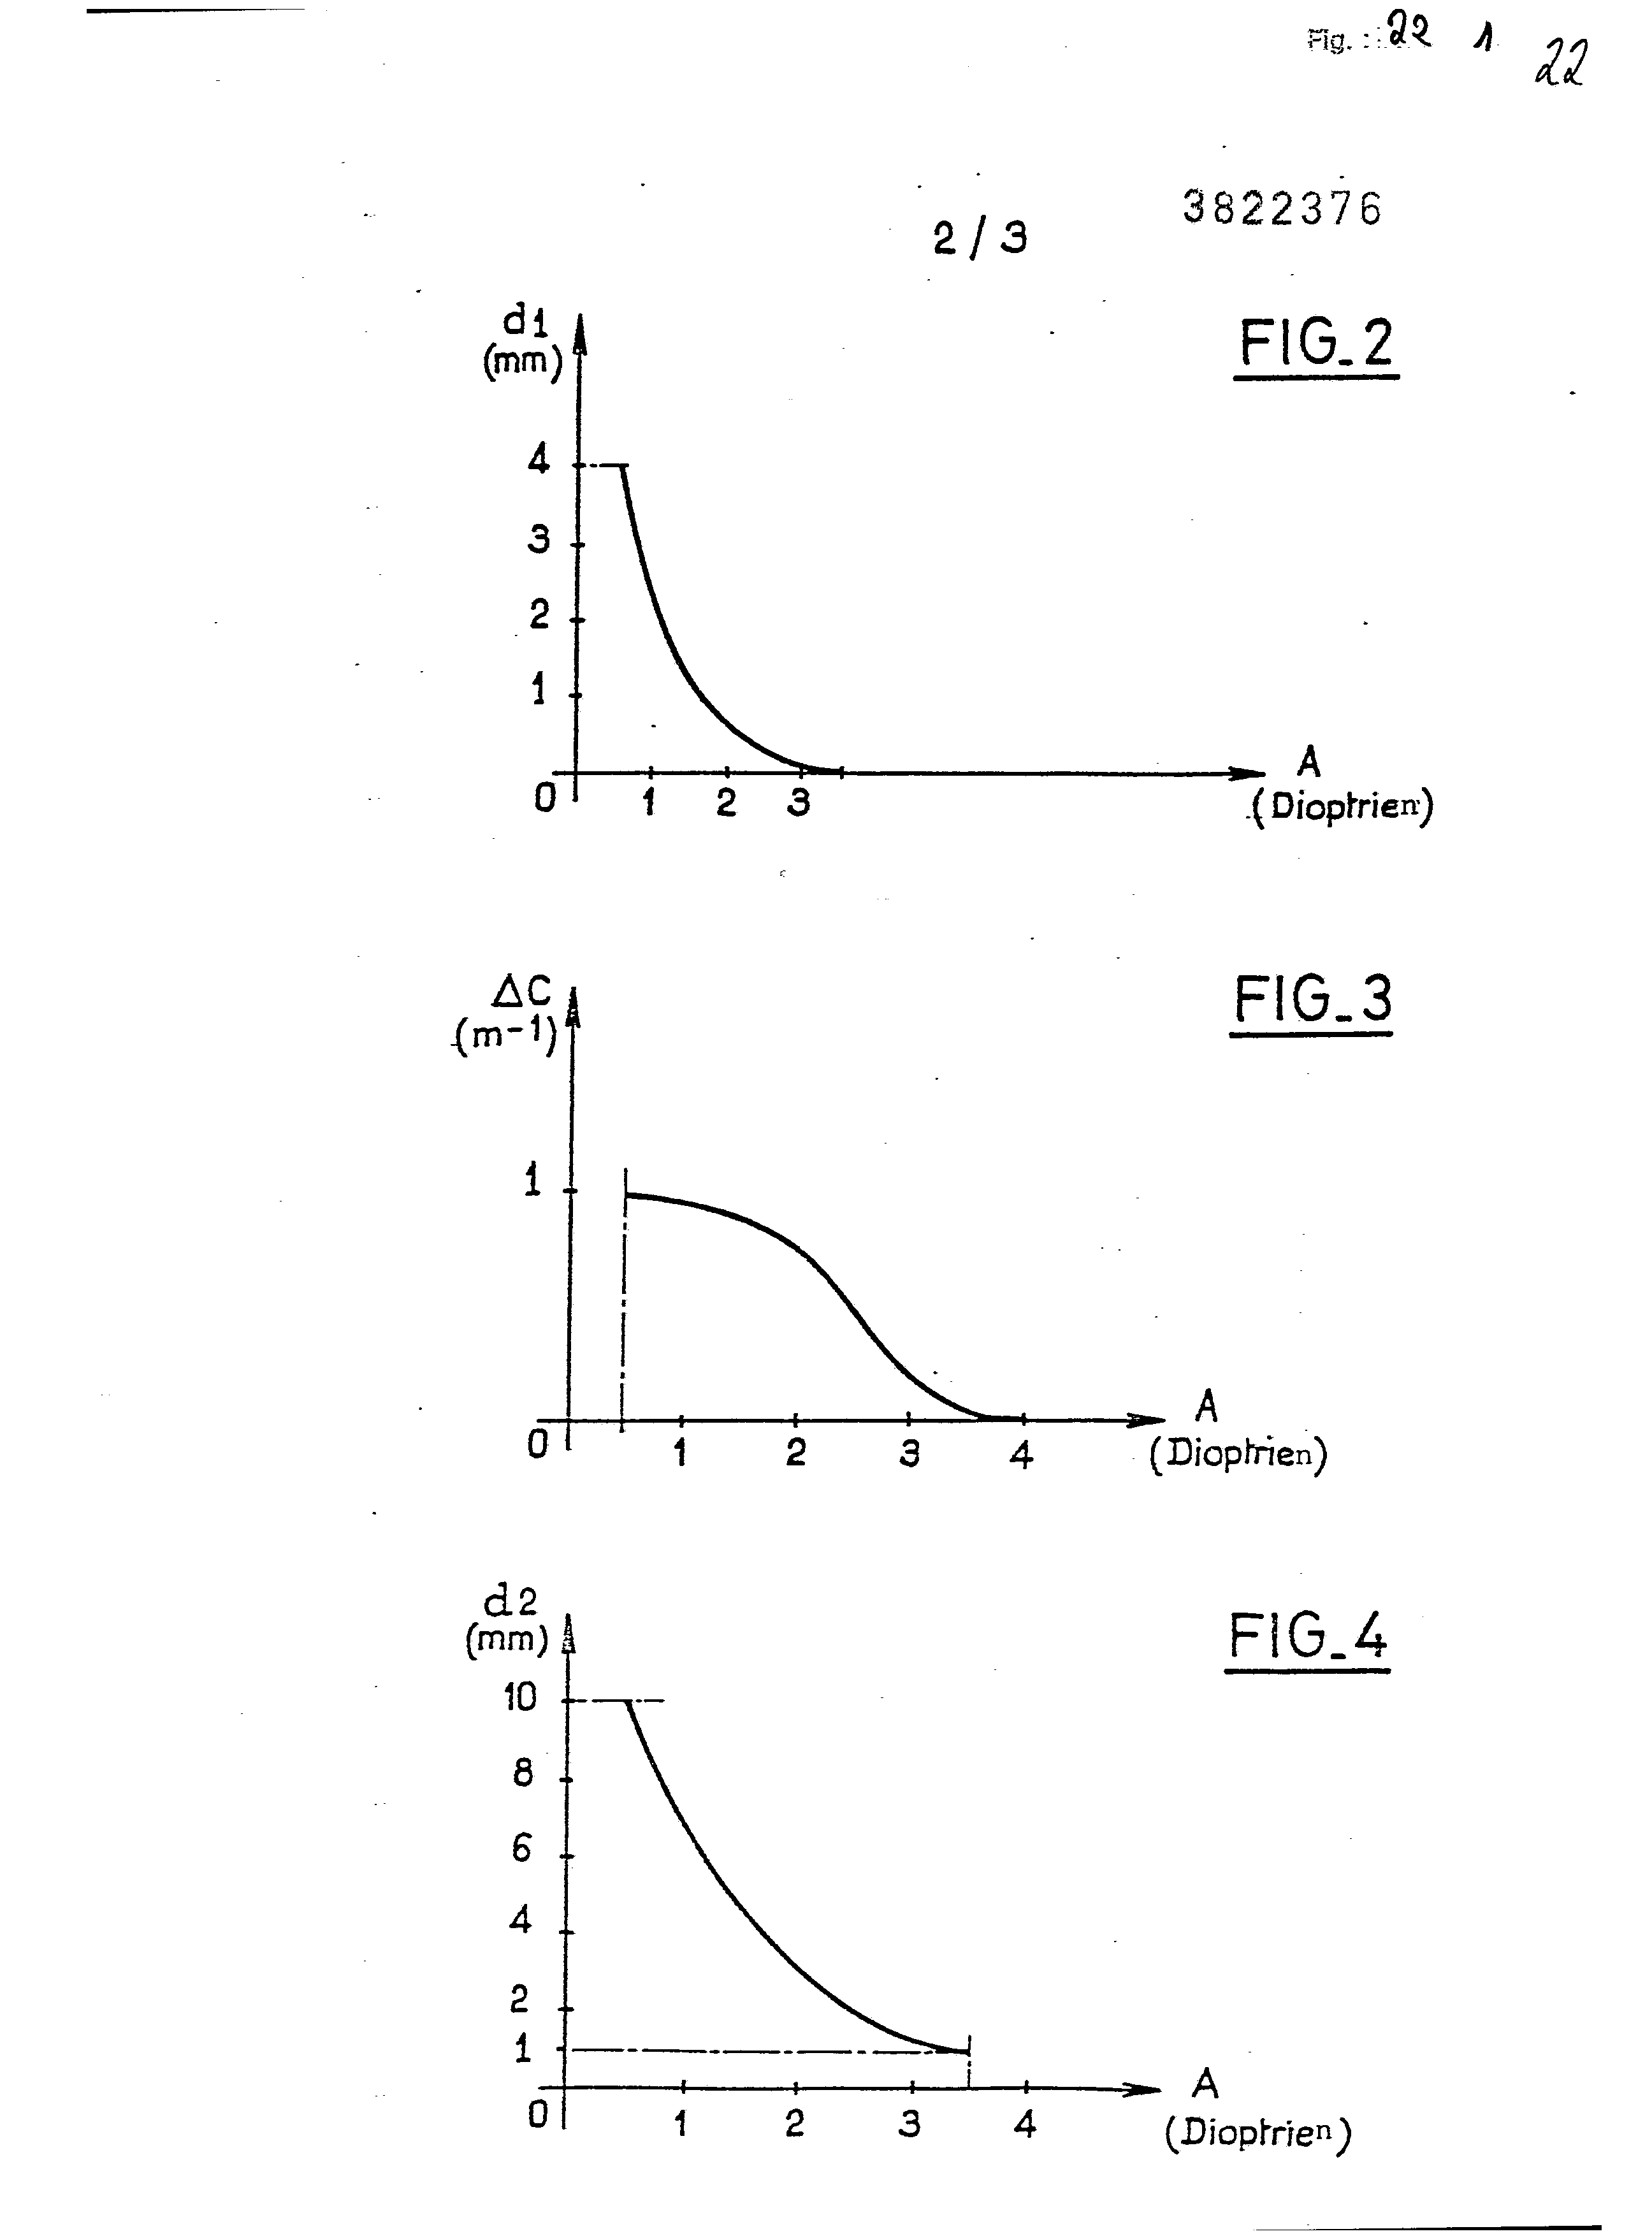 Fig. : 22 1 22
3822376
2/3
FIG_2
d1
(mm)
4
3
2
1
0
1 2 3
A
(Dioptrien)
FIG_3
ΔC
(m-1)
1
0
1 2 3 4
A
(Dioptrien)
FIG_4
d2
(mm)
10
8
6
4
2
1
0
1 2 3 4
A
(Dioptrien)